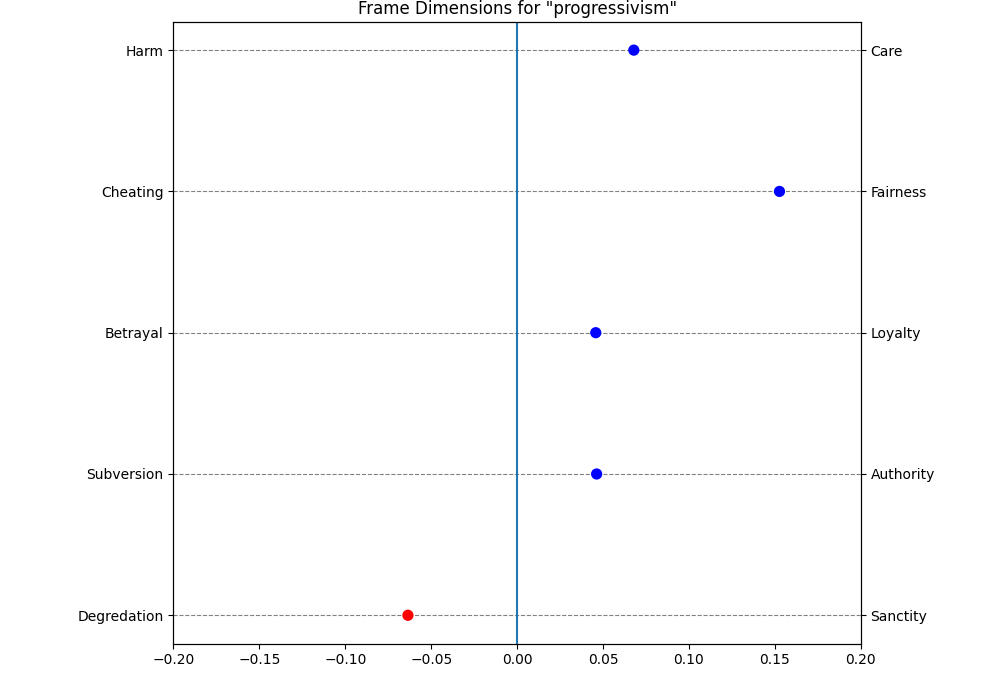 Frame Dimensions for "progressivism"
Harm
Care
Cheating
Fairness
Betrayal
Loyalty
Subversion
Authority
Degredation
Sanctity
−0.20
−0.15
−0.10
−0.05
0.00
0.05
0.10
0.15
0.20